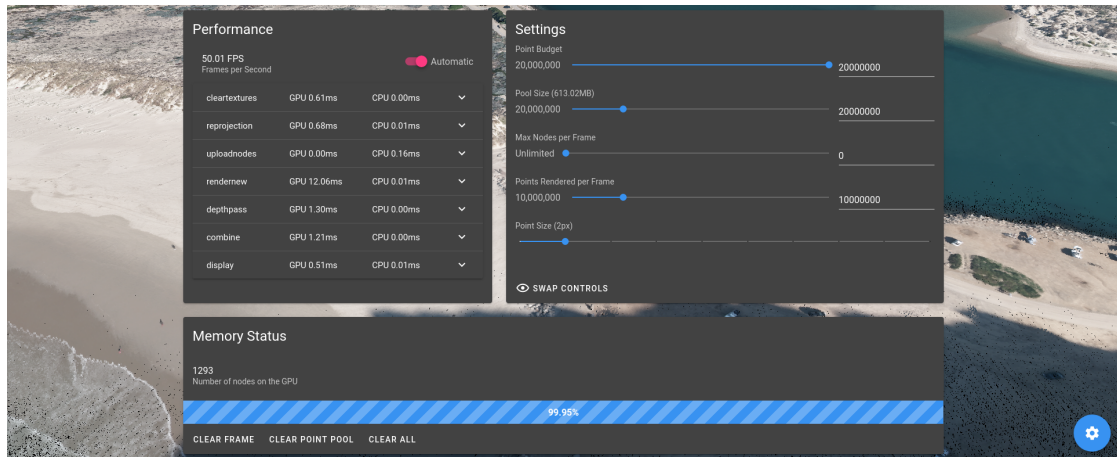 Performance
50.01 FPS
Frames per Second
Automatic
cleartextures GPU 0.61ms CPU 0.00ms
reprojection GPU 0.68ms CPU 0.01ms
uploadnodes GPU 0.00ms CPU 0.16ms
rendernew GPU 12.06ms CPU 0.01ms
depthpass GPU 1.30ms CPU 0.00ms
combine GPU 1.21ms CPU 0.00ms
display GPU 0.51ms CPU 0.01ms
Settings
Point Budget
20,000,000 20000000
Pool Size (613.02MB)
20,000,000 20000000
Max Nodes per Frame
Unlimited 0
Points Rendered per Frame
10,000,000 10000000
Point Size (2px)
SWAP CONTROLS
Memory Status
1293
Number of nodes on the GPU
99.95%
CLEAR FRAME CLEAR POINT POOL CLEAR ALL